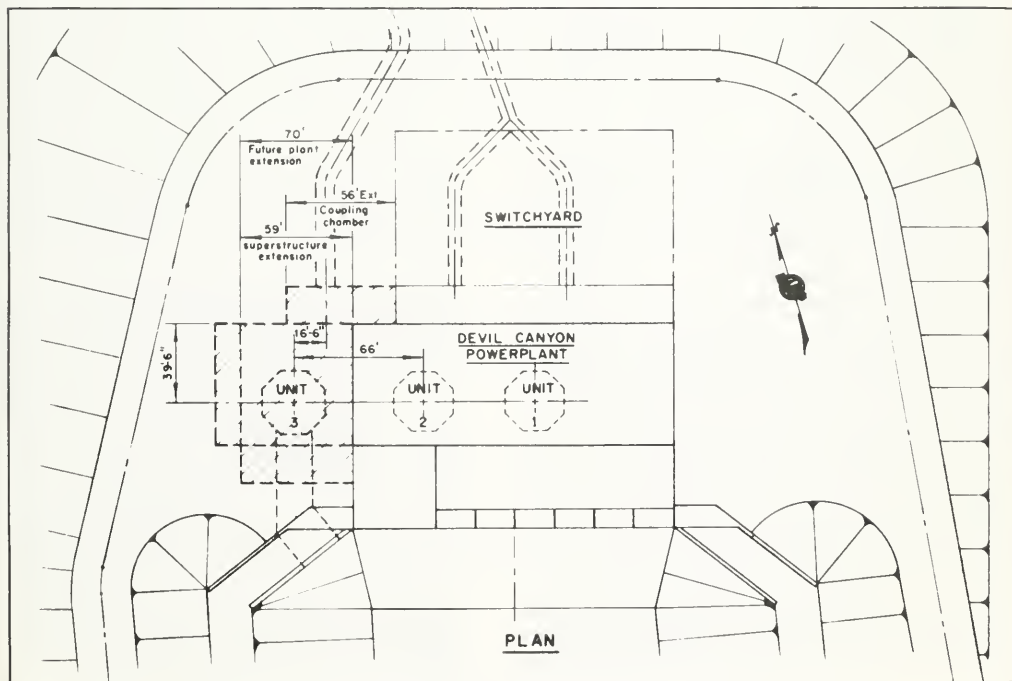 70'
Future plant
extension
56' Ext.
Coupling
chamber
59'
superstructure
extension
SWITCHYARD
16'-6"
39'-6"
66'
DEVIL CANYON
POWERPLANT
UNIT
3
UNIT
2
UNIT
1
PLAN